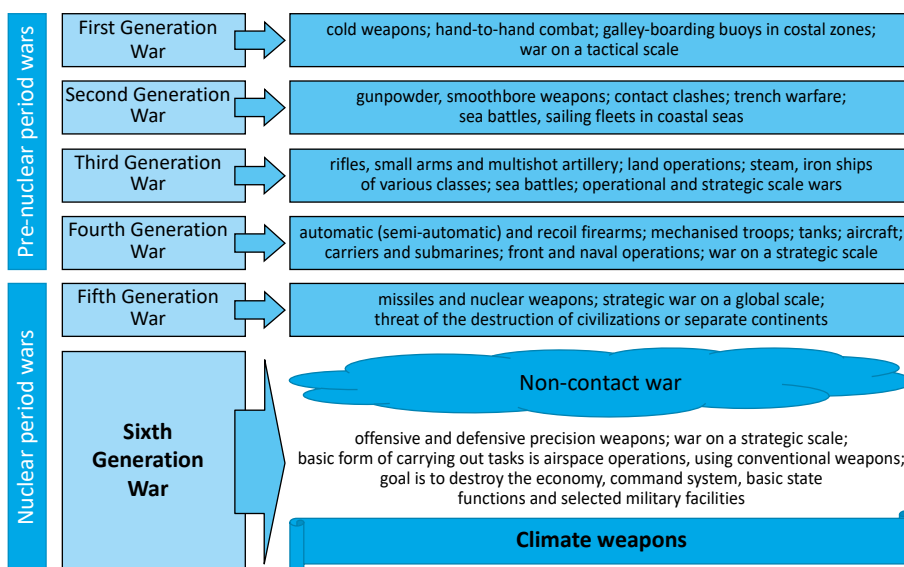 Pre-nuclear period wars
First Generation
War
cold weapons; hand-to-hand combat; galley-boarding buoys in costal zones;
war on a tactical scale
Second Generation
War
gunpowder, smoothbore weapons; contact clashes; trench warfare;
sea battles, sailing fleets in coastal seas
Third Generation
War
rifles, small arms and multishot artillery; land operations; steam, iron ships
of various classes; sea battles; operational and strategic scale wars
Fourth Generation
War
automatic (semi-automatic) and recoil firearms; mechanised troops; tanks; aircraft;
carriers and submarines; front and naval operations; war on a strategic scale
Nuclear period wars
Fifth Generation
War
missiles and nuclear weapons; strategic war on a global scale;
threat of the destruction of civilizations or separate continents
Sixth
Generation
War
Non-contact war
offensive and defensive precision weapons; war on a strategic scale;
basic form of carrying out tasks is airspace operations, using conventional weapons;
goal is to destroy the economy, command system, basic state
functions and selected military facilities
Climate weapons